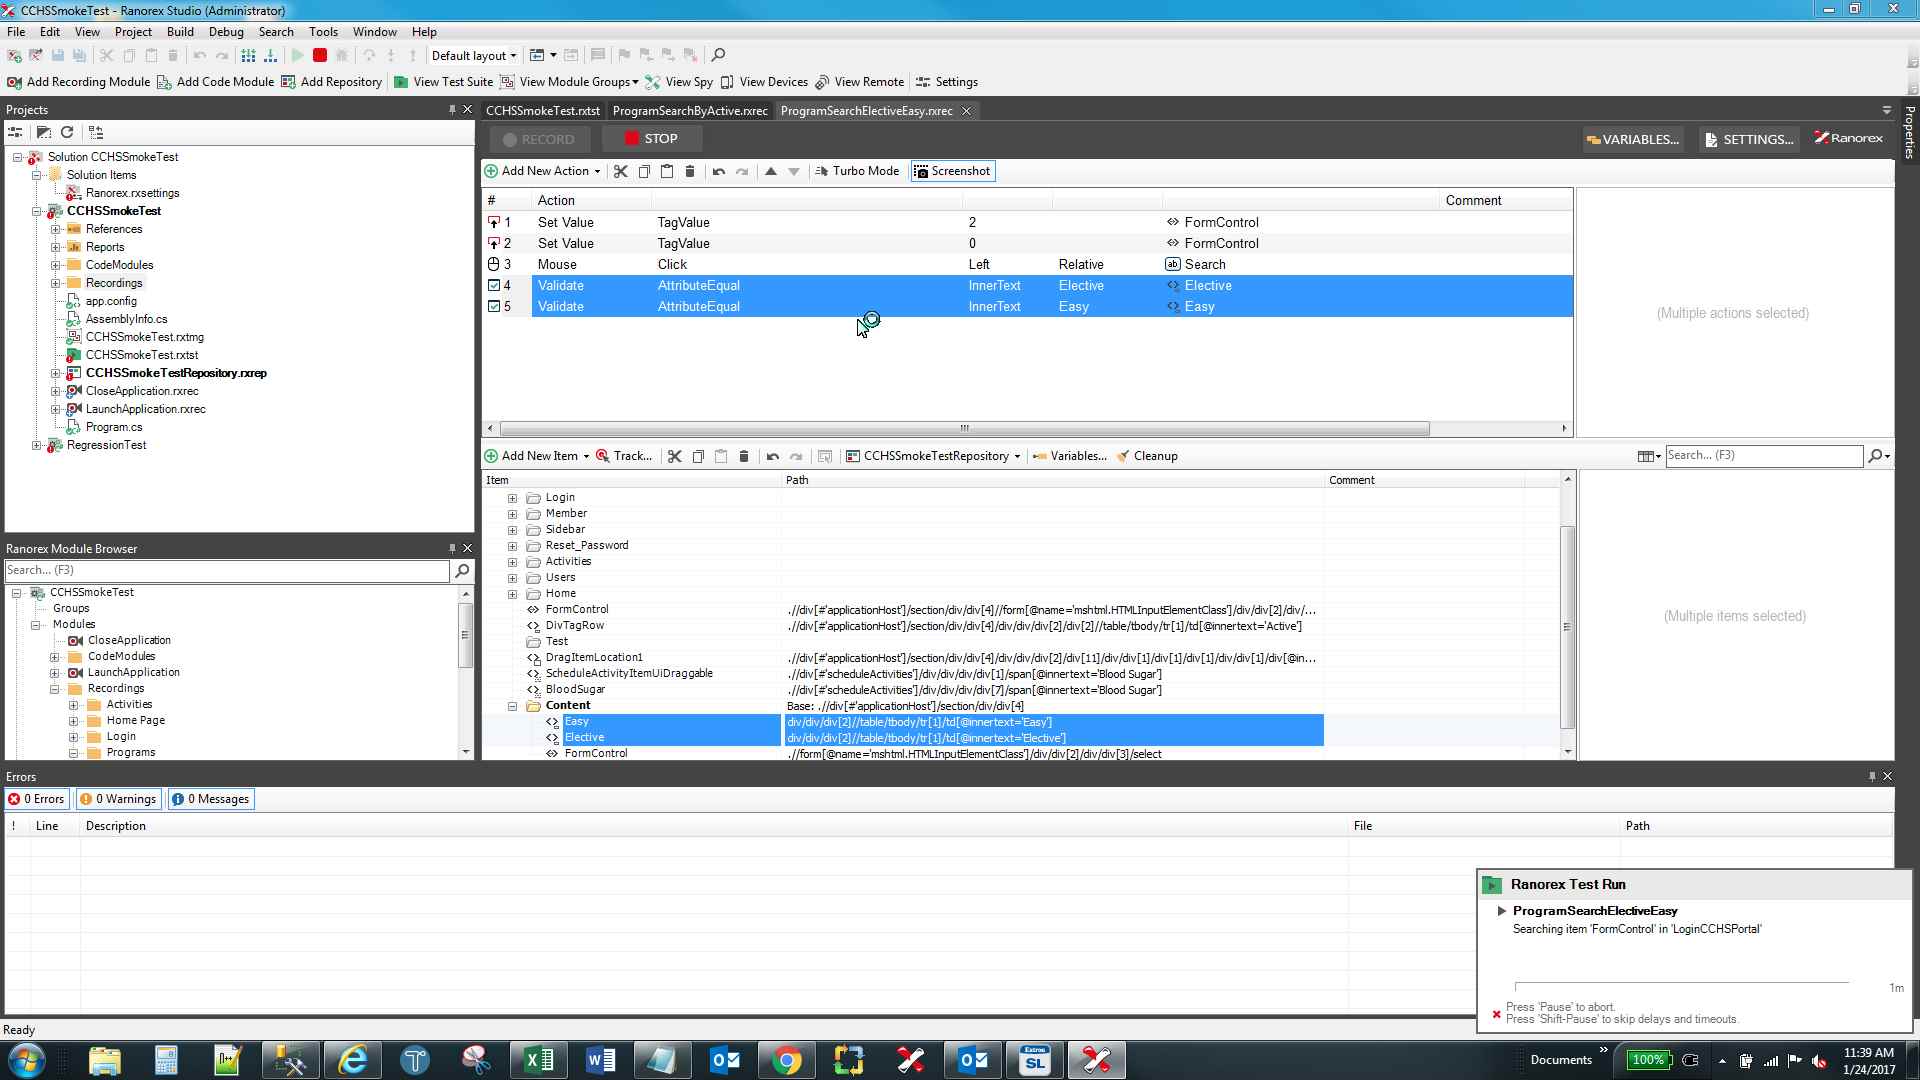 CCHSSmokeTest - Ranorex Studio (Administrator)
File Edit View Project Build Debug Search Tools Window Help
Default layout
Add Recording Module Add Code Module Add Repository View Test Suite View Module Groups View Spy View Devices View Remote Settings
Projects
Solution CCHSSmokeTest
Solution Items
Ranorex.rxsettings
CCHSSmokeTest
References
Reports
CodeModules
Recordings
app.config
AssemblyInfo.cs
CCHSSmokeTest.rxtmg
CCHSSmokeTest.rxtst
CCHSSmokeTestRepository.rxrep
CloseApplication.rxrec
LaunchApplication.rxrec
Program.cs
RegressionTest
Ranorex Module Browser
Search... (F3)
CCHSSmokeTest
Groups
Modules
CloseApplication
CodeModules
LaunchApplication
Recordings
Activities
Home Page
Login
Programs
CCHSSmokeTest.rxtst ProgramSearchByActive.rxrec ProgramSearchElectiveEasy.rxrec
RECORD STOP VARIABLES... SETTINGS... Ranorex
Add New Action Turbo Mode Screenshot
# Action Comment
1 Set Value TagValue 2 FormControl
2 Set Value TagValue 0 FormControl
3 Mouse Click Left Relative Search
4 Validate AttributeEqual InnerText Elective Elective
5 Validate AttributeEqual InnerText Easy Easy
(Multiple actions selected)
Properties
Add New Item Track... CCHSSmokeTestRepository Variables... Cleanup Search... (F3)
Item Path Comment
Login
Member
Sidebar
Reset_Password
Activities
Users
Home
FormControl .//div[#'applicationHost']/section/div/div[4]//form[@name='mshtml.HTMLInputElementClass']/div/div[2]/div/...
DivTagRow .//div[#'applicationHost']/section/div/div[4]/div/div/div[2]/div[2]//table/tbody/tr[1]/td[@innertext='Active']
Test
DragItemLocation1 .//div[#'applicationHost']/section/div/div[4]/div/div/div[2]/div[11]/div/div[1]/div[1]/div[1]/div/div[1]/div[@in...
ScheduleActivityItemUiDraggable .//div[#'scheduleActivities']/div/div/div[1]/span[@innertext='Blood Sugar']
BloodSugar .//div[#'scheduleActivities']/div/div/div[7]/span[@innertext='Blood Sugar']
Content Base: .//div[#'applicationHost']/section/div/div[4]
Easy div/div/div[2]//table/tbody/tr[1]/td[@innertext='Easy']
Elective div/div/div[2]//table/tbody/tr[1]/td[@innertext='Elective']
FormControl .//form[@name='mshtml.HTMLInputElementClass']/div/div[2]/div/div[3]/select
(Multiple items selected)
Errors
0 Errors 0 Warnings 0 Messages
! Line Description File Path
Ranorex Test Run
ProgramSearchElectiveEasy
Searching item 'FormControl' in 'LoginCCHSPortal'
1m
Press 'Pause' to abort.
Press 'Shift-Pause' to skip delays and timeouts.
Ready
Extros
SL
Documents
100%
11:39 AM
1/24/2017